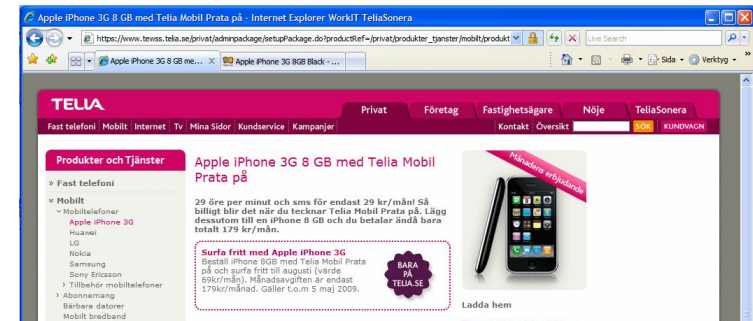 Apple iPhone 3G 8 GB med Telia Mobil Prata på - Internet Explorer WorkIT TeliaSonera
https://www.tewss.telia.se/privat/adminpackage/setupPackage.do?productRef=/privat/produkter_tjanster/mobilt/produkt
Live Search
Apple iPhone 3G 8 GB me...
Apple iPhone 3G 8GB Black - ...
Sida
Verktyg
TELIA
Privat
Företag
Fastighetsägare
Nöje
TeliaSonera
Fast telefoni
Mobilt
Internet
Tv
Mina Sidor
Kundservice
Kampanjer
Kontakt
Översikt
SÖK
KUNDVAGN
Produkter och Tjänster
» Fast telefoni
Mobilt
Mobiltelefoner
Apple iPhone 3G
Huawei
LG
Nokia
Samsung
Sony Ericsson
› Tillbehör mobiltelefoner
› Abonnemang
Bärbara datorer
Mobilt bredband
Apple iPhone 3G 8 GB med Telia Mobil
Prata på
29 öre per minut och sms för endast 29 kr/mån! Så
billigt blir det när du tecknar Telia Mobil Prata på. Lägg
dessutom till en iPhone 8 GB och du betalar ändå bara
totalt 179 kr/mån.
Surfa fritt med Apple iPhone 3G
Beställ iPhone 8GB med Telia Mobil Prata
på och surfa fritt till augusti (värde
69kr/mån). Månadsavgiften är endast
179kr/månad. Gäller t.o.m 5 maj 2009.
BARA
PÅ
TELIA.SE
Månadens erbjudande
Ladda hem